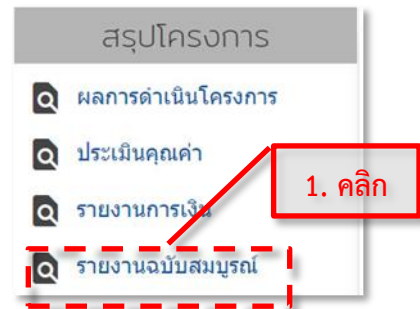 สรุปโครงการ
ผลการดำเนินโครงการ
ประเมินคุณค่า
1. คลิก
รายงานการเงิน
รายงานฉบับสมบูรณ์